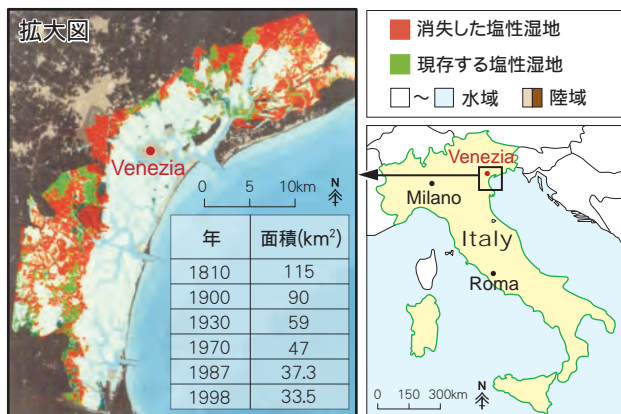 拡大図
Venezia
0 5 10km
N
年 面積(km²)
1810 115
1900 90
1930 59
1970 47
1987 37.3
1998 33.5
消失した塩性湿地
現存する塩性湿地
~ 水域 陸域
Venezia
Milano
Italy
Roma
0 150 300km
N